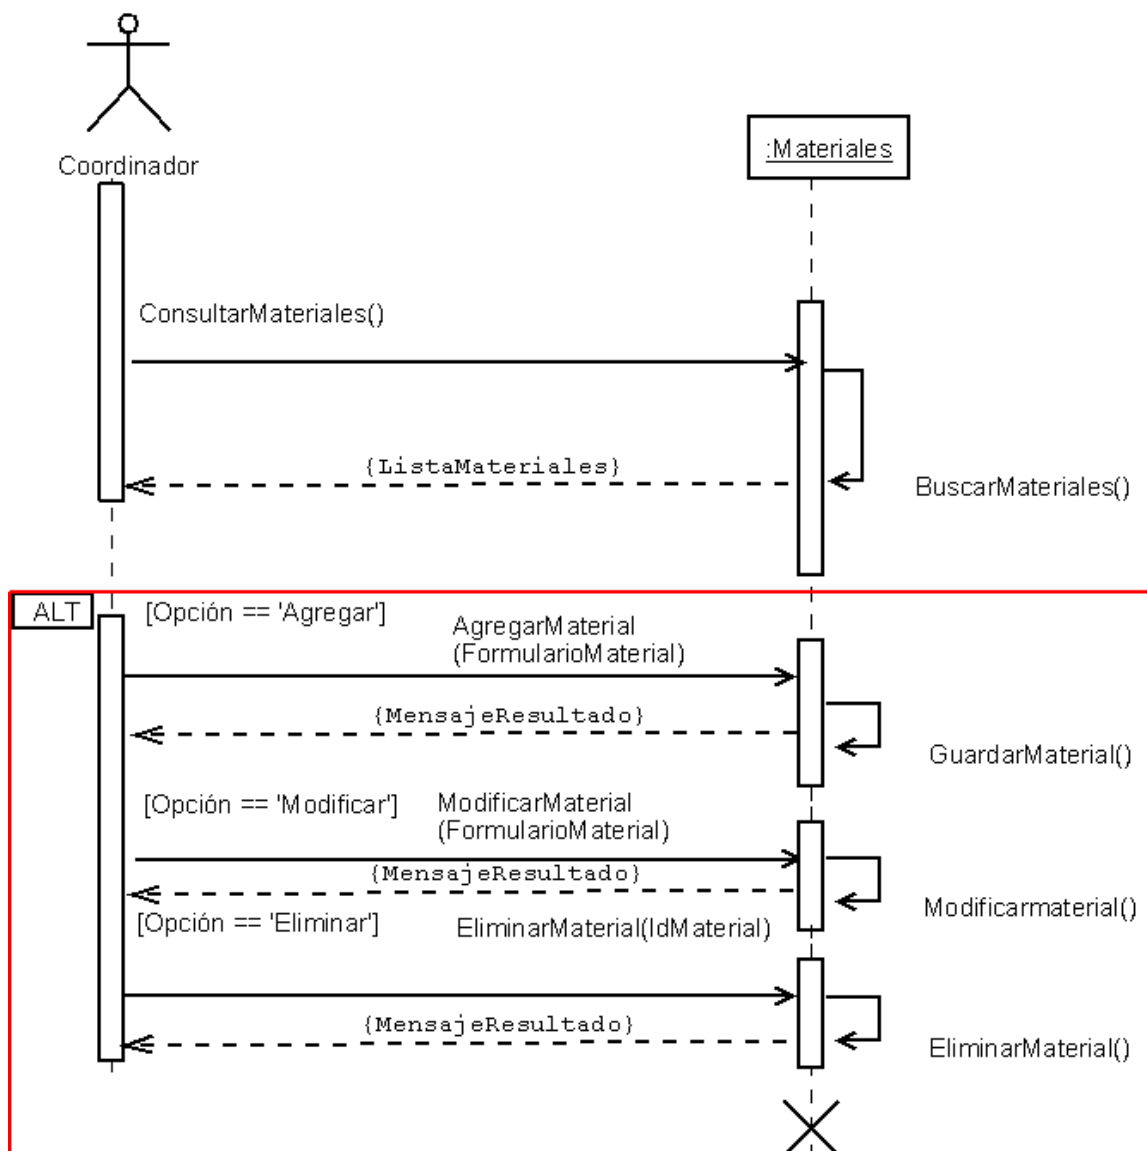 Coordinador
:Materiales
ConsultarMateriales()
{ListaMateriales}
BuscarMateriales()
ALT
[Opción == 'Agregar']
AgregarMaterial
(FormularioMaterial)
{MensajeResultado}
GuardarMaterial()
[Opción == 'Modificar']
ModificarMaterial
(FormularioMaterial)
{MensajeResultado}
Modificarmaterial()
[Opción == 'Eliminar']
EliminarMaterial(IdMaterial)
{MensajeResultado}
EliminarMaterial()